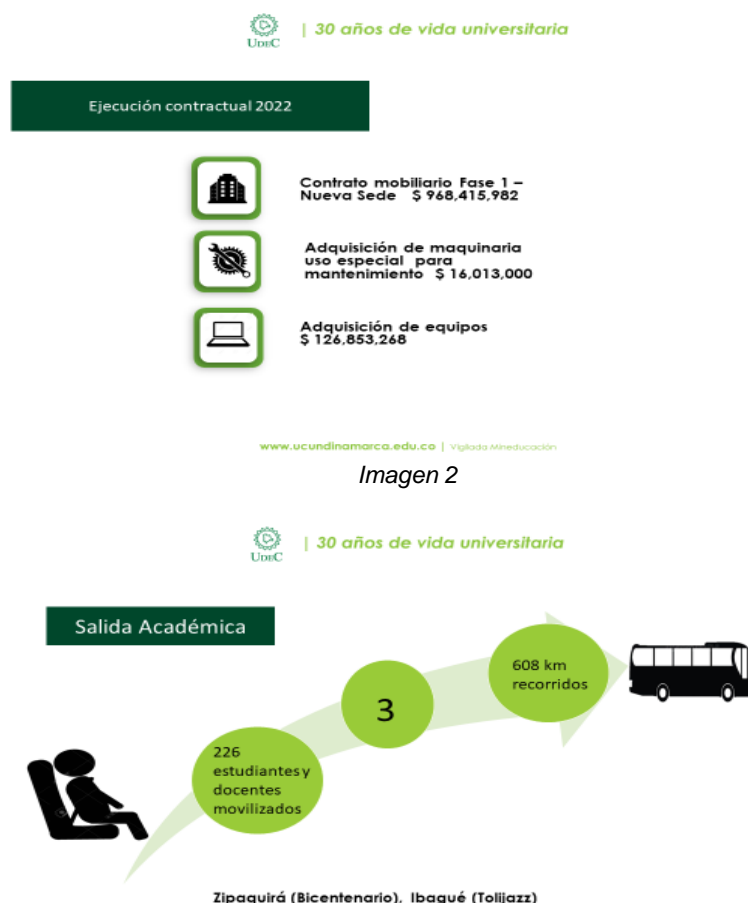 UDEC
| 30 años de vida universitaria
Ejecución contractual 2022
Contrato mobiliario Fase 1 –
Nueva Sede $ 968,415,982
Adquisición de maquinaria
uso especial para
mantenimiento $ 16,013,000
Adquisición de equipos
$ 126,853,268
www.ucundinamarca.edu.co | Vigilada Mineducación
Imagen 2
UDEC
| 30 años de vida universitaria
Salida Académica
608 km
recorridos
3
226
estudiantes y
docentes
movilizados
Zipaquirá (Bicentenario), Ibagué (Tolijazz)